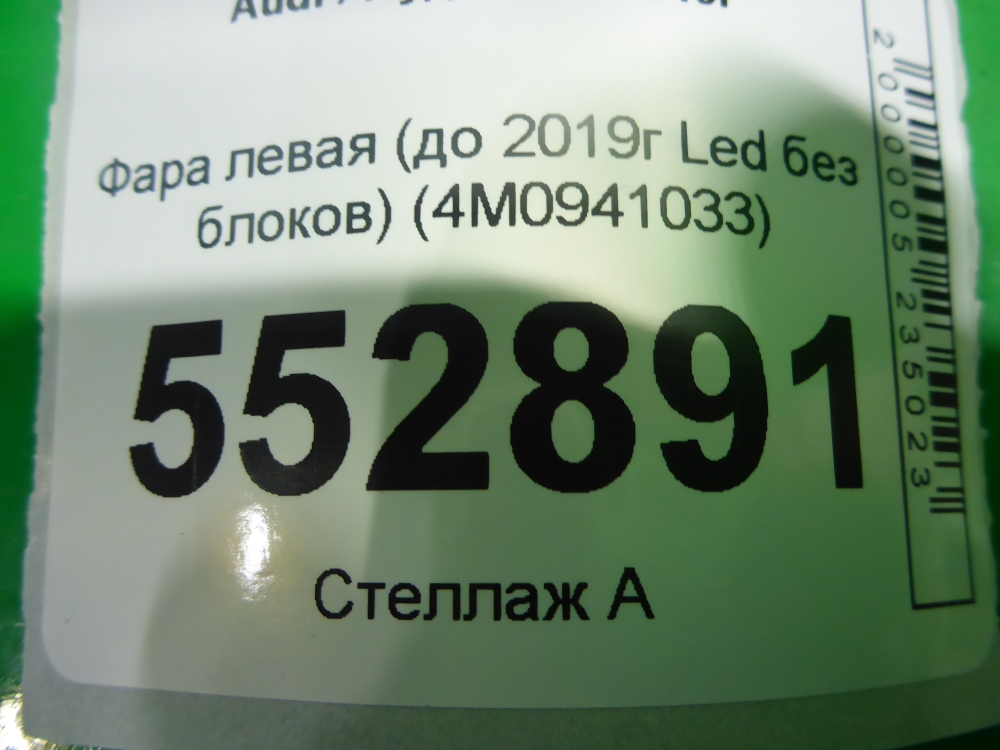 Фара левая (до 2019г Led без
блоков) (4M0941033)
552891
Стеллаж А
2000005235023